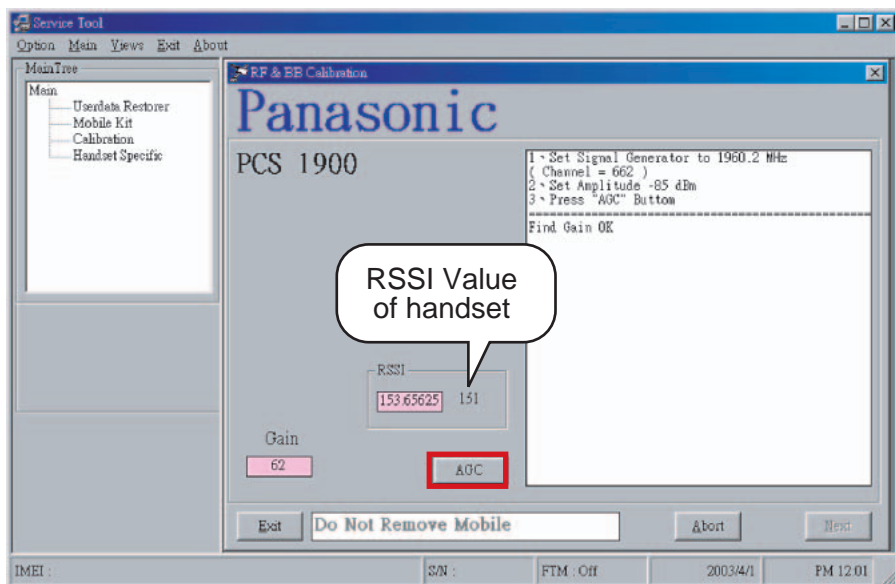 Service Tool
Option Main Views Exit About
MainTree
Main
Userdata Restorer
Mobile Kit
Calibration
Handset Specific
RF & BB Calibration
Panasonic
PCS 1900
1、Set Signal Generator to 1960.2 MHz
( Channel = 662 )
2、Set Amplitude -85 dBm
3、Press "AGC" Buttom
Find Gain OK
RSSI Value
of handset
RSSI
153.65625 151
Gain
62
AGC
Exit
Do Not Remove Mobile
Abort
Next
IMEI :
S/N :
FTM : Off
2003/4/1
PM 12:01